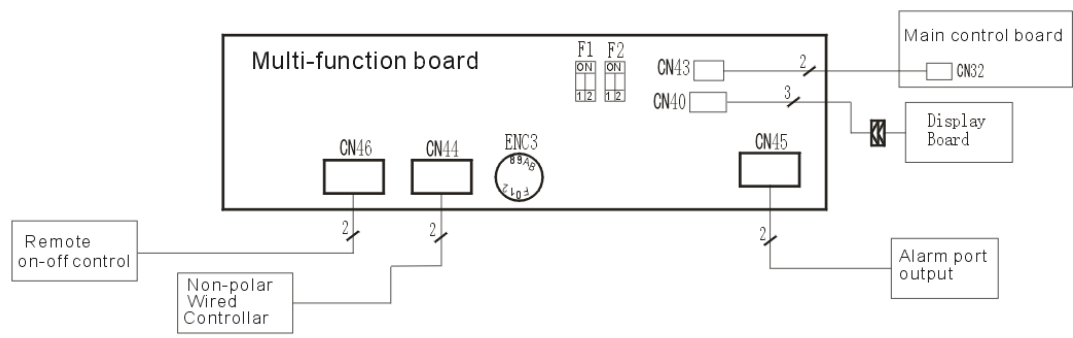 Main control board
CN32
Multi-function board
F1 F2
ON ON
1 2 1 2
CN43
2
CN40
3
Display
Board
CN46
CN44
ENC3
89AB
F012
CN45
2
2
2
Remote
on-off control
Non-polar
Wired
Controllar
Alarm port
output